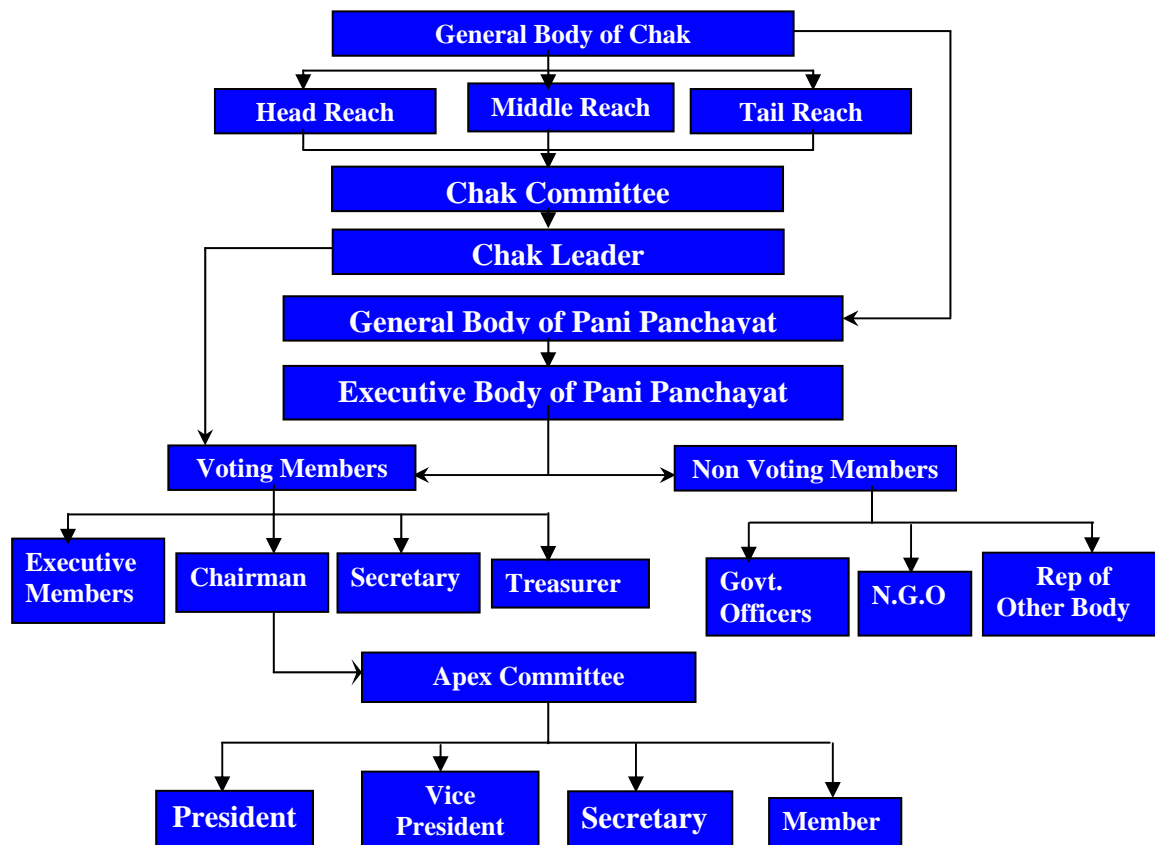 General Body of Chak
Head Reach
Middle Reach
Tail Reach
Chak Committee
Chak Leader
General Body of Pani Panchayat
Executive Body of Pani Panchayat
Voting Members
Non Voting Members
Executive
Members
Chairman
Secretary
Treasurer
Govt.
Officers
N.G.O
Rep of
Other Body
Apex Committee
President
Vice
President
Secretary
Member